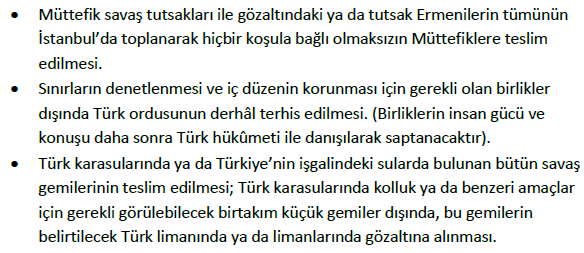 • Müttefik savaş tutsakları ile gözaltındaki ya da tutsak Ermenilerin tümünün
İstanbul’da toplanarak hiçbir koşula bağlı olmaksızın Müttefiklere teslim
edilmesi.
• Sınırların denetlenmesi ve iç düzenin korunması için gerekli olan birlikler
dışında Türk ordusunun derhâl terhis edilmesi. (Birliklerin insan gücü ve
konuşu daha sonra Türk hükûmeti ile danışılarak saptanacaktır).
• Türk karasularında ya da Türkiye’nin işgalindeki sularda bulunan bütün savaş
gemilerinin teslim edilmesi; Türk karasularında kolluk ya da benzeri amaçlar
için gerekli görülebilecek birtakım küçük gemiler dışında, bu gemilerin
belirtilecek Türk limanında ya da limanlarında gözaltına alınması.